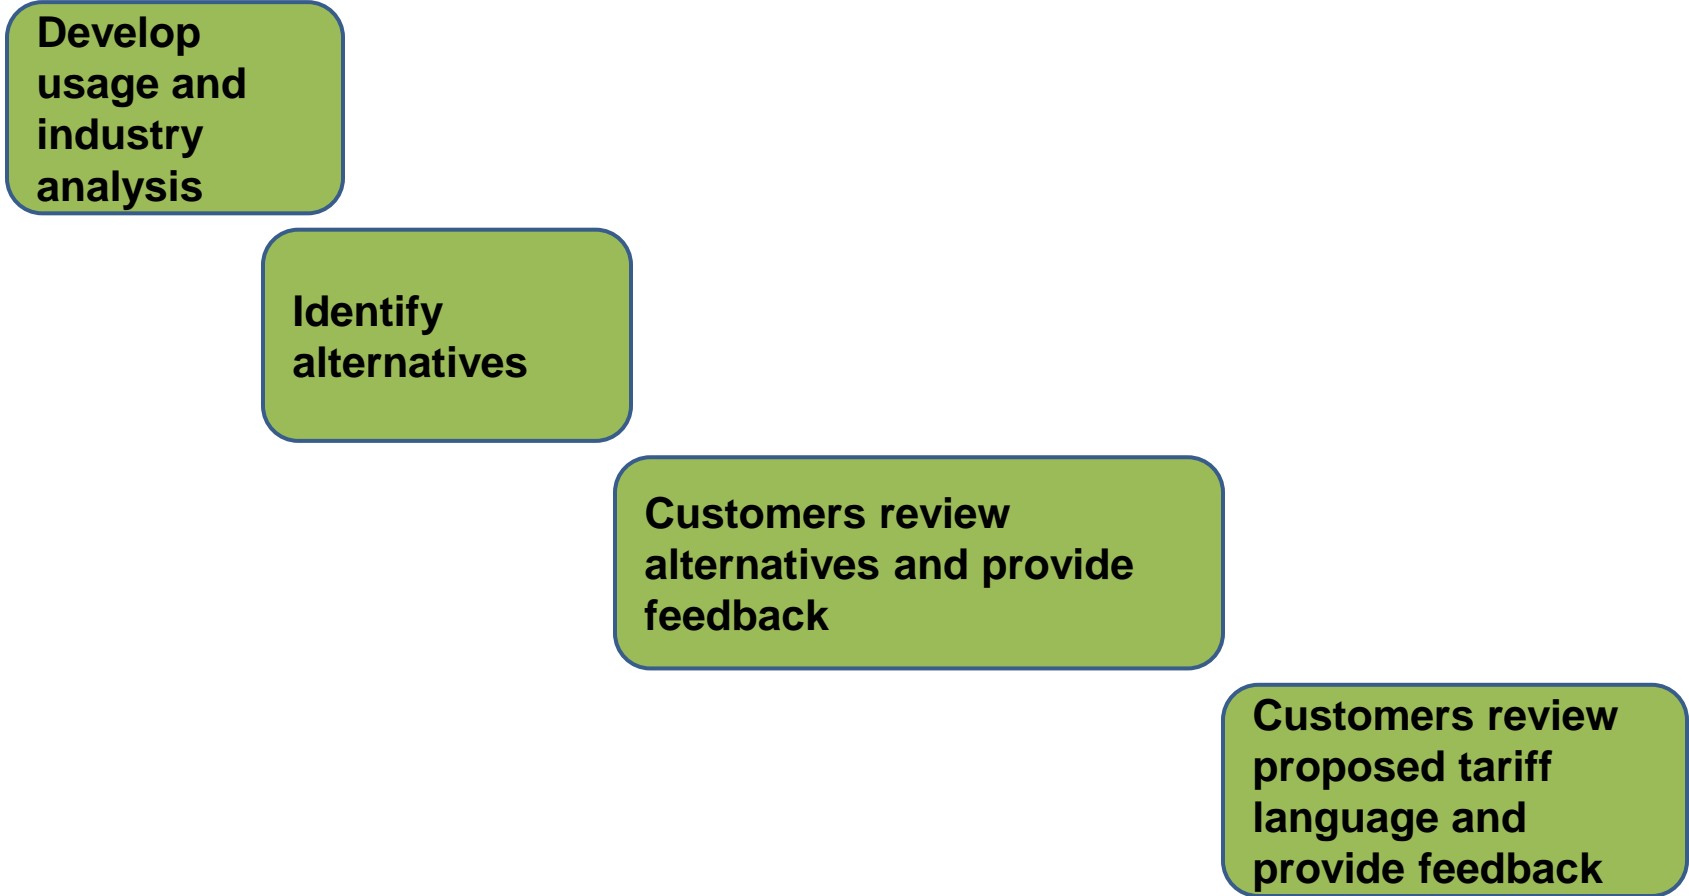 Develop
usage and
industry
analysis
Identify
alternatives
Customers review
alternatives and provide
feedback
Customers review
proposed tariff
language and
provide feedback